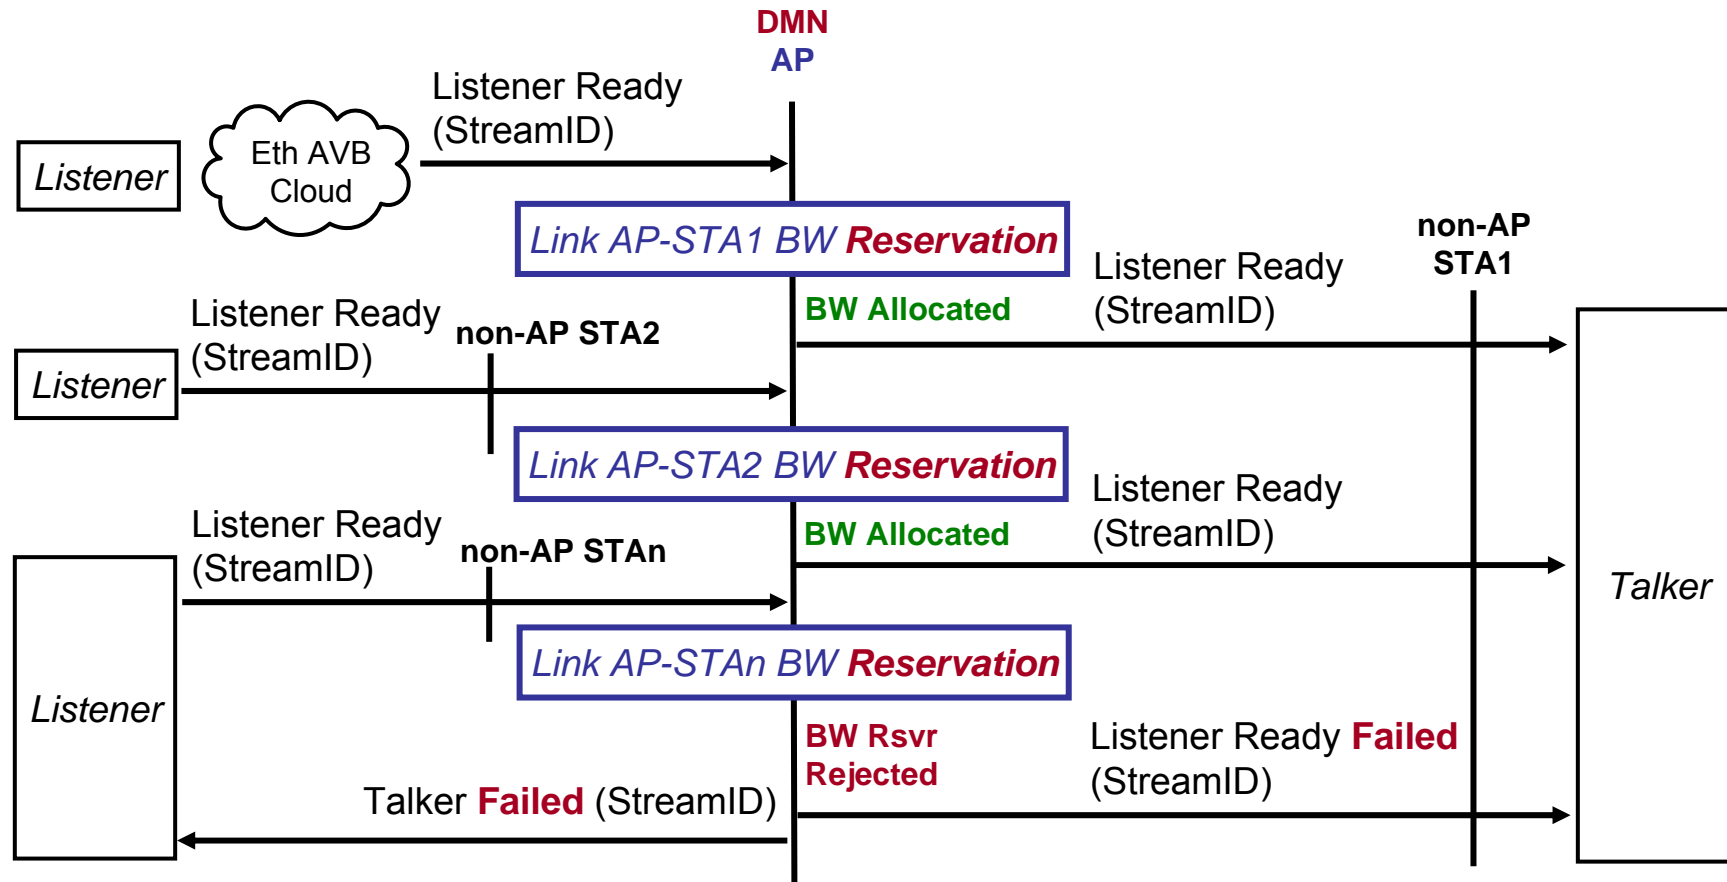 DMN
AP
Listener Ready
(StreamID)
Eth AVB
Cloud
Listener
Link AP-STA1 BW Reservation
non-AP
STA1
Listener Ready
(StreamID)
BW Allocated
Listener Ready
(StreamID)
non-AP STA2
Listener
Link AP-STA2 BW Reservation
Listener Ready
(StreamID)
BW Allocated
Listener Ready
(StreamID)
non-AP STAn
Talker
Link AP-STAn BW Reservation
Listener
BW Rsvr
Rejected
Listener Ready Failed
(StreamID)
Talker Failed (StreamID)